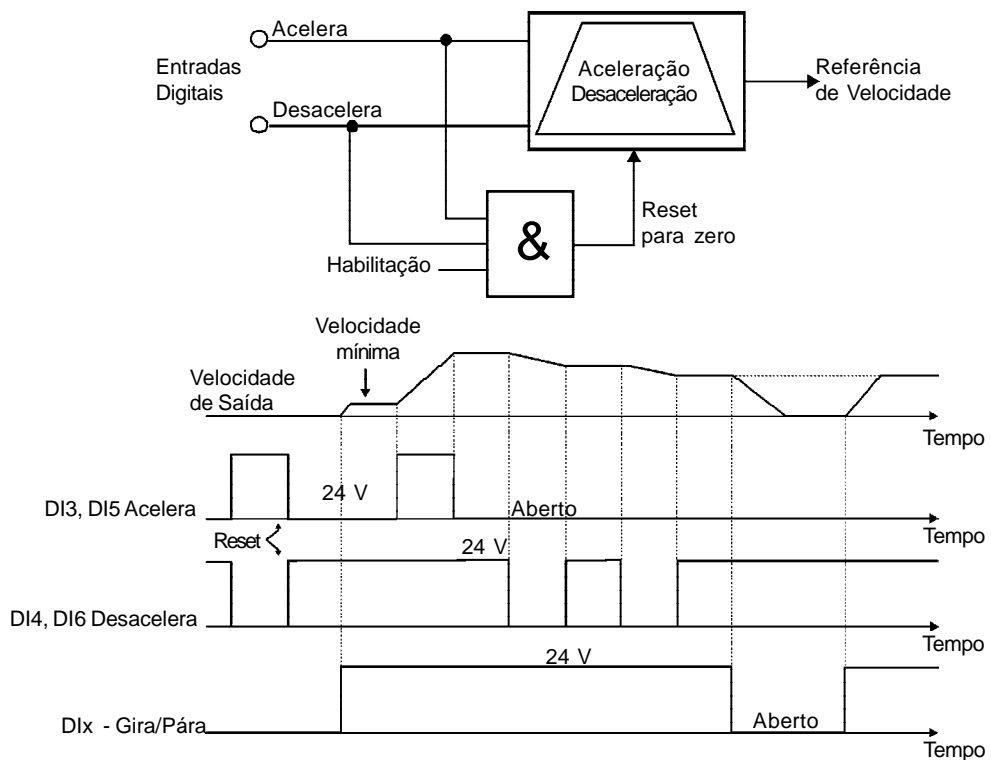 Acelera
Entradas
Digitais
Desacelera
Aceleração
Desaceleração
Referência
de Velocidade
&
Habilitação
Reset
para zero
Velocidade
mínima
Velocidade
de Saída
Tempo
DI3, DI5 Acelera
24 V
Aberto
Tempo
Reset
24 V
DI4, DI6 Desacelera
Tempo
24 V
DIx - Gira/Pára
Aberto
Tempo